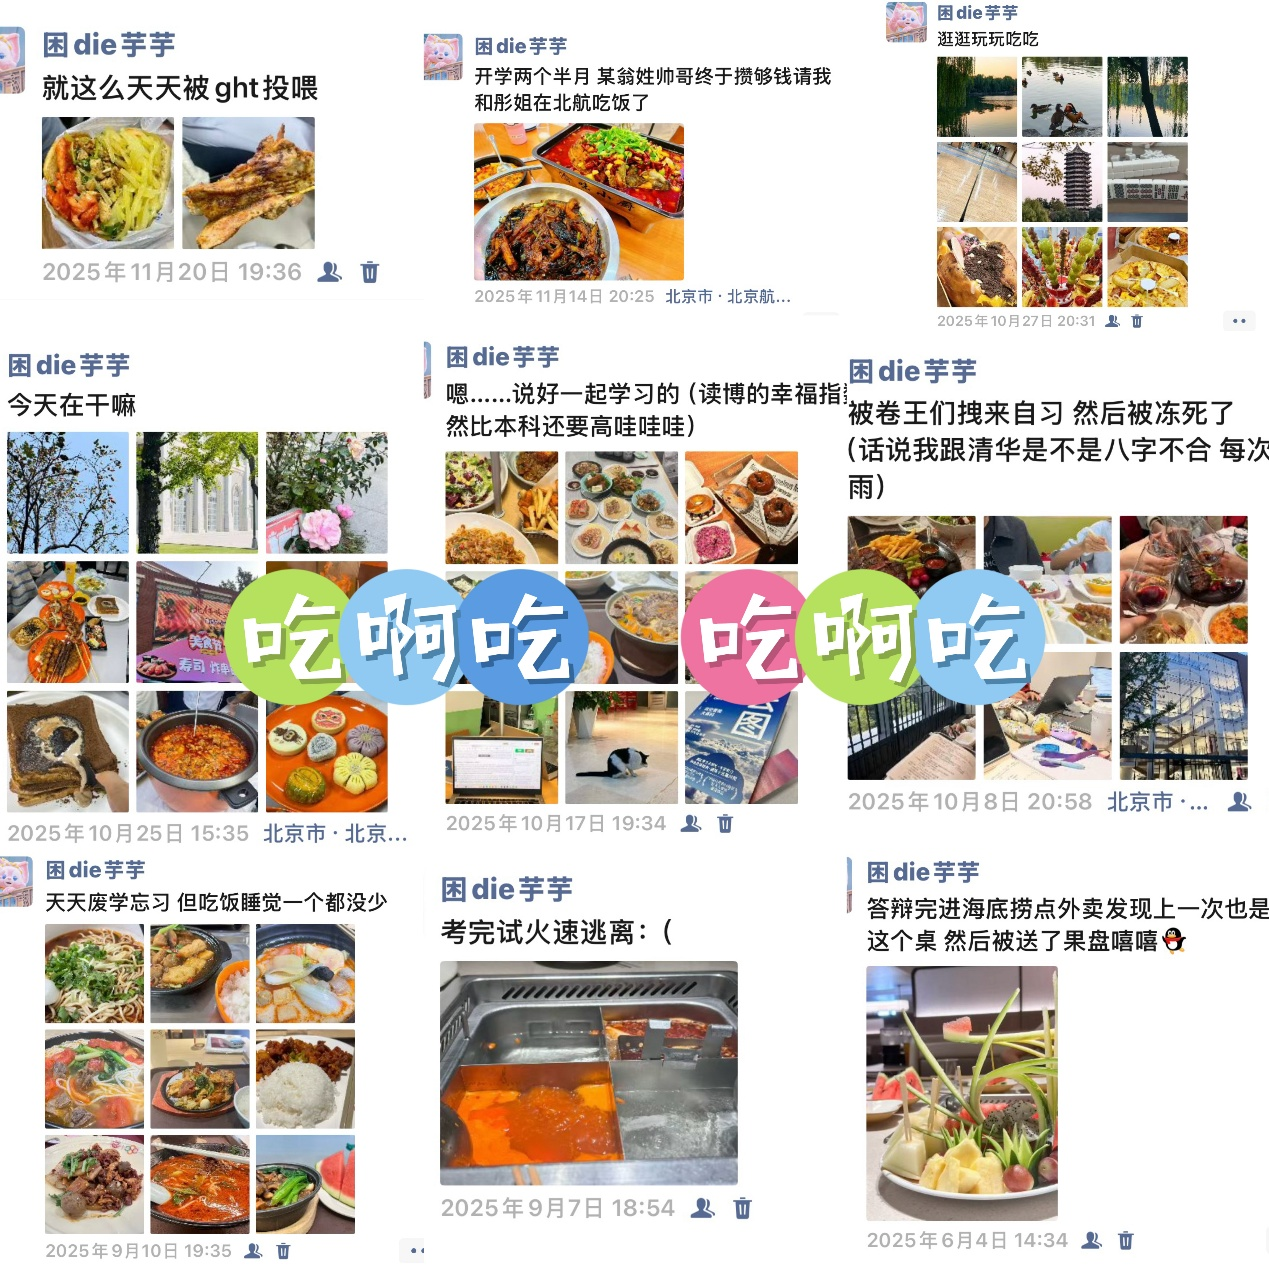 困die芋芋
就这么天天被ght投喂
2025年11月20日 19:36
困die芋芋
开学两个半月 某翁姓帅哥终于攒够钱请我
和彤姐在北航吃饭了
2025年11月14日 20:25 北京市·北京航...
困die芋芋
逛逛玩玩吃吃
2025年10月27日 20:31
困die芋芋
今天在干嘛
美食节
寿司 炸串
2025年10月25日 15:35 北京市·北京...
困die芋芋
嗯......说好一起学习的（读博的幸福指
然比本科还要高哇哇哇）
2025年10月17日 19:34
困die芋芋
被卷王们拽来自习 然后被冻死了
（话说我跟清华是不是八字不合 每次
雨）
2025年10月8日 20:58 北京市·...
吃啊吃 吃啊吃
困die芋芋
天天废学忘习 但吃饭睡觉一个都没少
2025年9月10日 19:35
困die芋芋
考完试火速逃离：（
2025年9月7日 18:54
困die芋芋
答辩完进海底捞点外卖发现上一次也是
这个桌 然后被送了果盘嘻嘻
2025年6月4日 14:34